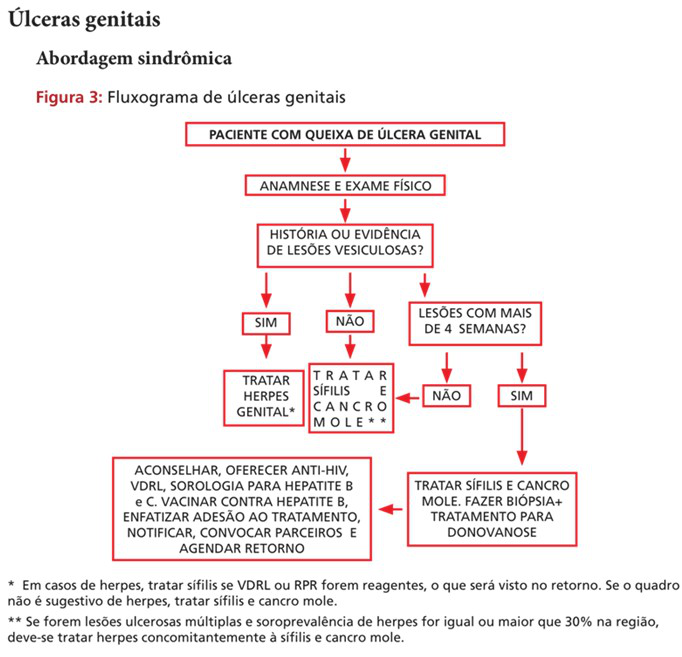 Úlceras genitais
Abordagem sindrômica
Figura 3: Fluxograma de úlceras genitais
PACIENTE COM QUEIXA DE ÚLCERA GENITAL
ANAMNESE E EXAME FÍSICO
HISTÓRIA OU EVIDÊNCIA
DE LESÕES VESICULOSAS?
SIM
NÃO
LESÕES COM MAIS
DE 4 SEMANAS?
TRATAR
HERPES
GENITAL*
TRATAR
SÍFILIS E
CANCRO
MOLE**
NÃO
SIM
ACONSELHAR, OFERECER ANTI-HIV,
VDRL, SOROLOGIA PARA HEPATITE B
e C. VACINAR CONTRA HEPATITE B,
ENFATIZAR ADESÃO AO TRATAMENTO,
NOTIFICAR, CONVOCAR PARCEIROS E
AGENDAR RETORNO
TRATAR SÍFILIS E CANCRO
MOLE. FAZER BIÓPSIA+
TRATAMENTO PARA
DONOVANOSE
* Em casos de herpes, tratar sífilis se VDRL ou RPR forem reagentes, o que será visto no retorno. Se o quadro
não é sugestivo de herpes, tratar sífilis e cancro mole.
** Se forem lesões ulcerosas múltiplas e soroprevalência de herpes for igual ou maior que 30% na região,
deve-se tratar herpes concomitantemente à sífilis e cancro mole.